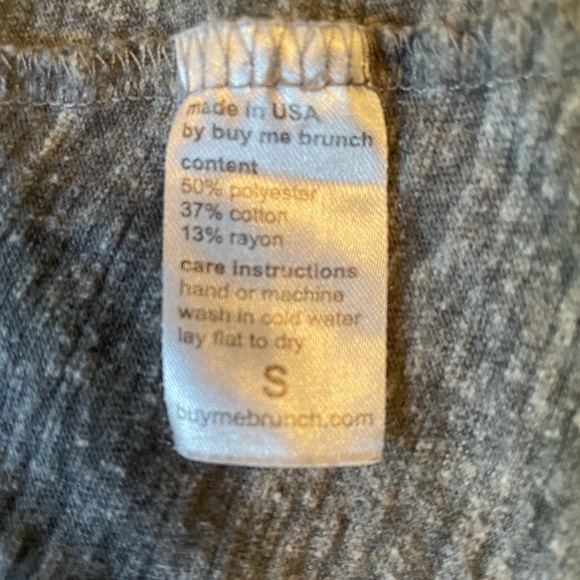 made in USA
by buy me brunch
content
50% polyester
37% cotton
13% rayon
care instructions
hand or machine
wash in cold water
lay flat to dry
S
buymebrunch.com